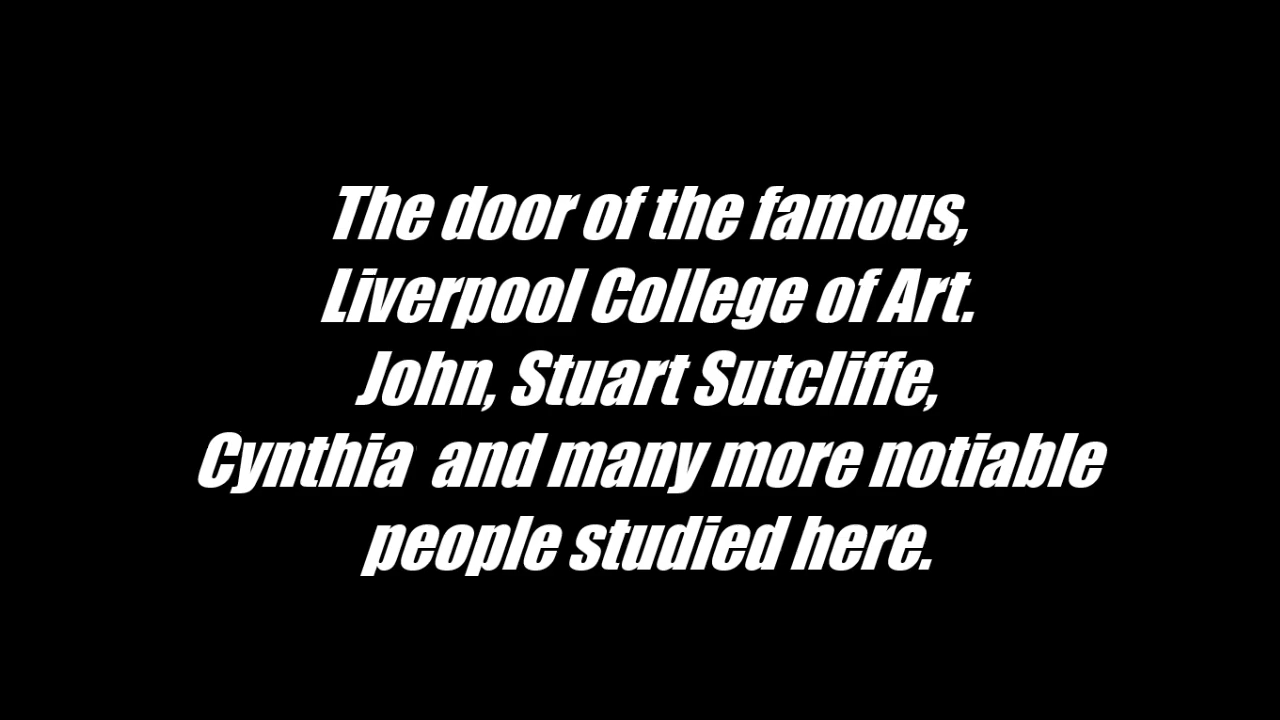 The door of the famous,
Liverpool College of Art.
John, Stuart Sutcliffe,
Cynthia  and many more notiable
people studied here.